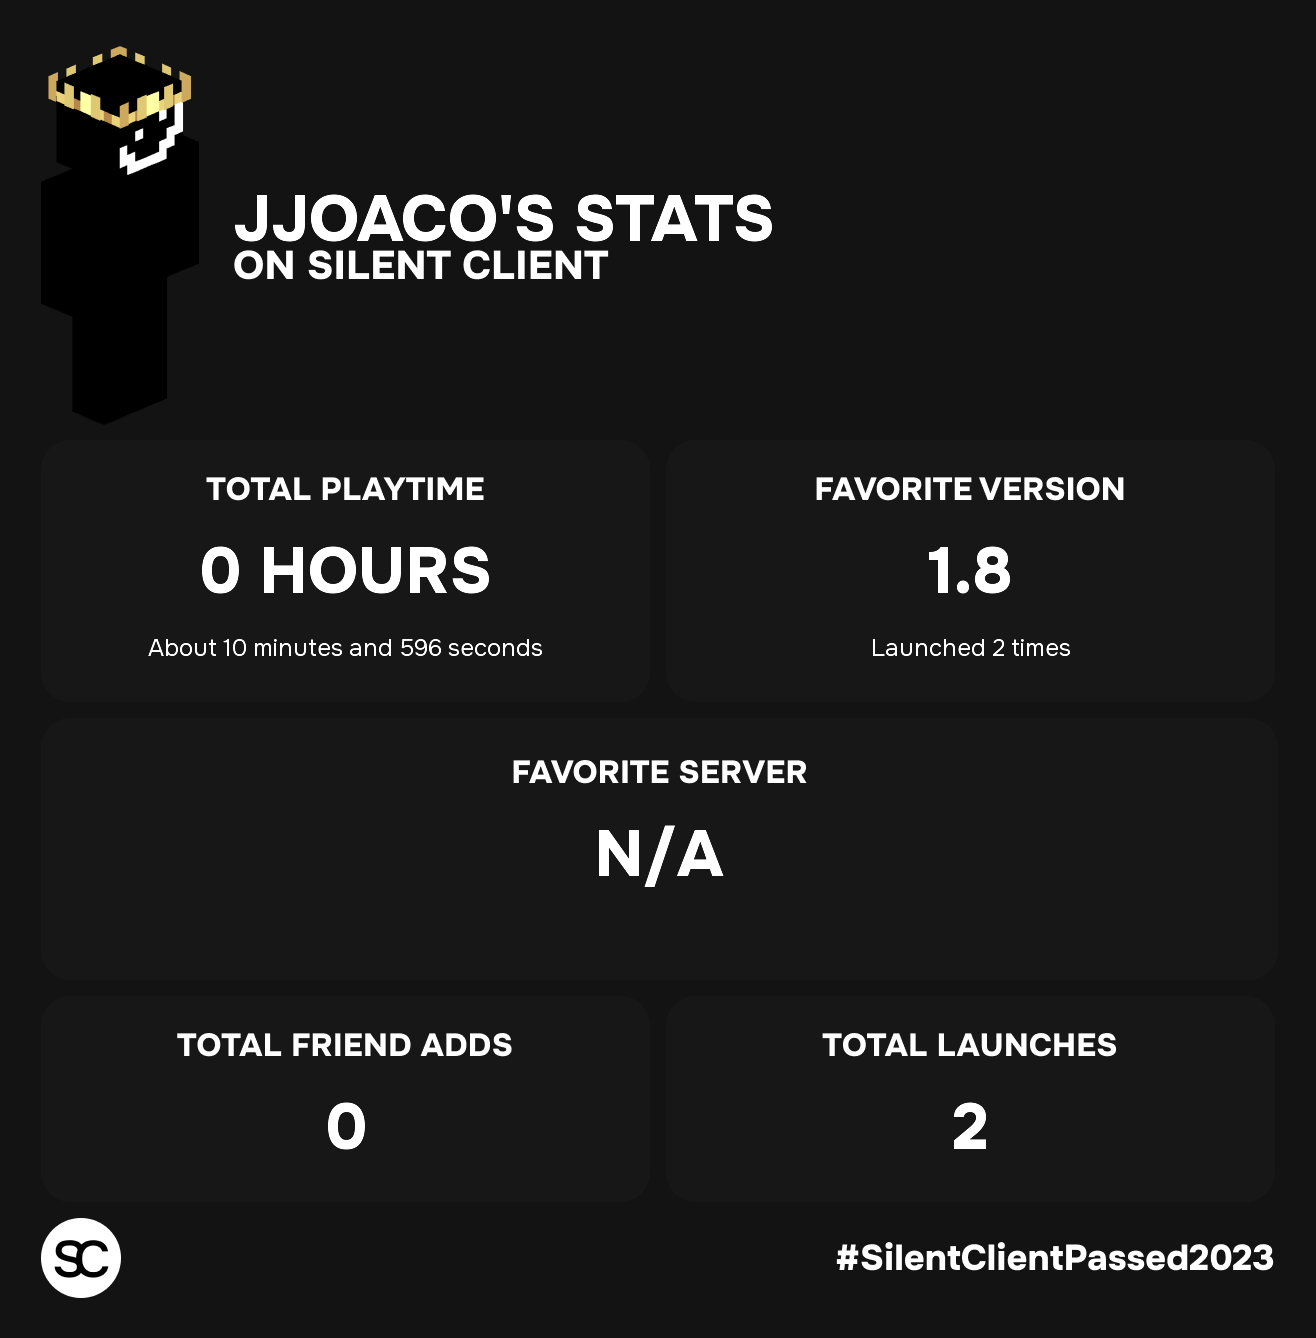 JJOACO'S STATS
ON SILENT CLIENT
TOTAL PLAYTIME
0 HOURS
About 10 minutes and 596 seconds
FAVORITE VERSION
1.8
Launched 2 times
FAVORITE SERVER
N/A
TOTAL FRIEND ADDS
0
TOTAL LAUNCHES
2
SC
#SilentClientPassed2023